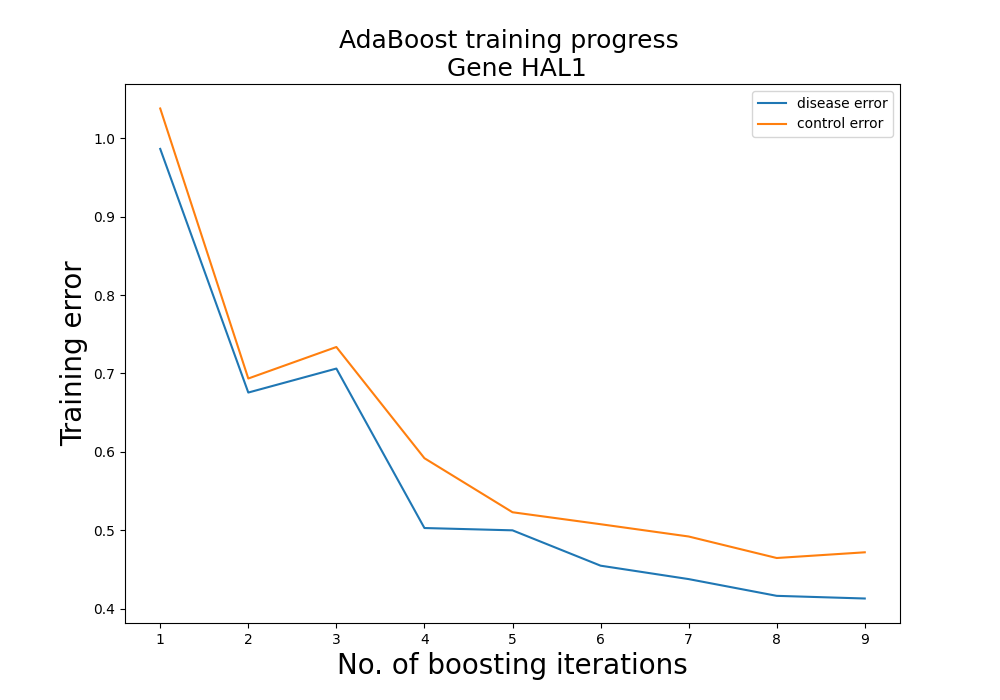 AdaBoost training progress
Gene HAL1
disease error
control error
1.0
0.9
0.8
0.7
0.6
0.5
0.4
Training error
1 2 3 4 5 6 7 8 9
No. of boosting iterations